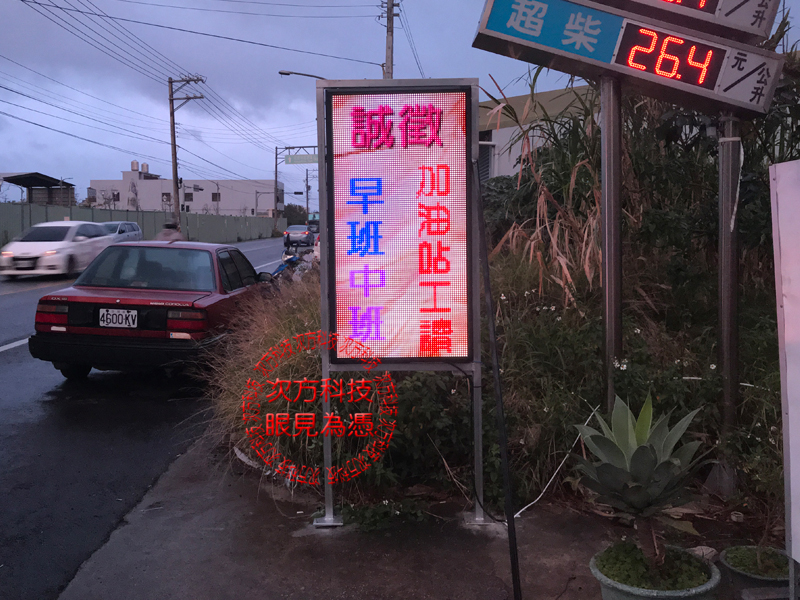 超柴 26.4 元/公升
誠徵
加油站工讀
早班中班
4600KV
次方科技
眼見為憑